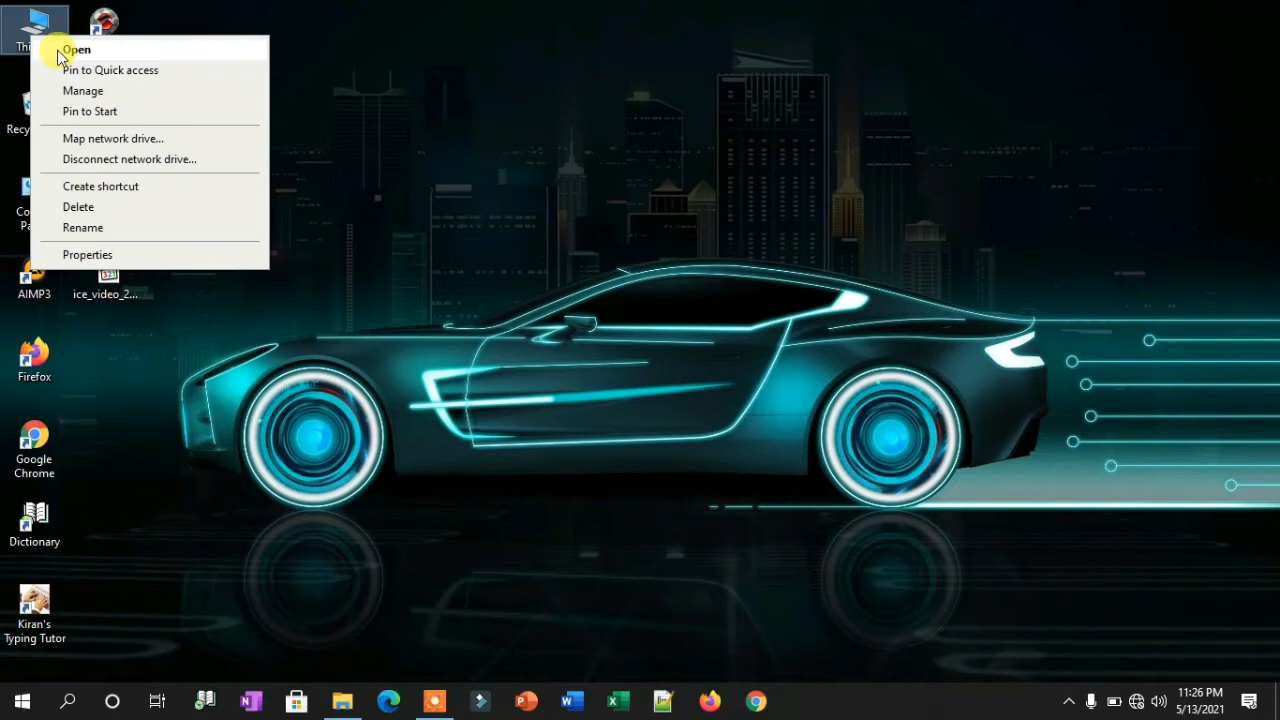 Open
Pin to Quick access
Manage
Pin to Start
Map network drive...
Disconnect network drive...
Create shortcut
Delete
Rename
Properties
AIMP3
ice_video_2...
Firefox
Google
Chrome
Dictionary
Kiran's
Typing Tutor
11:26 PM
5/13/2021